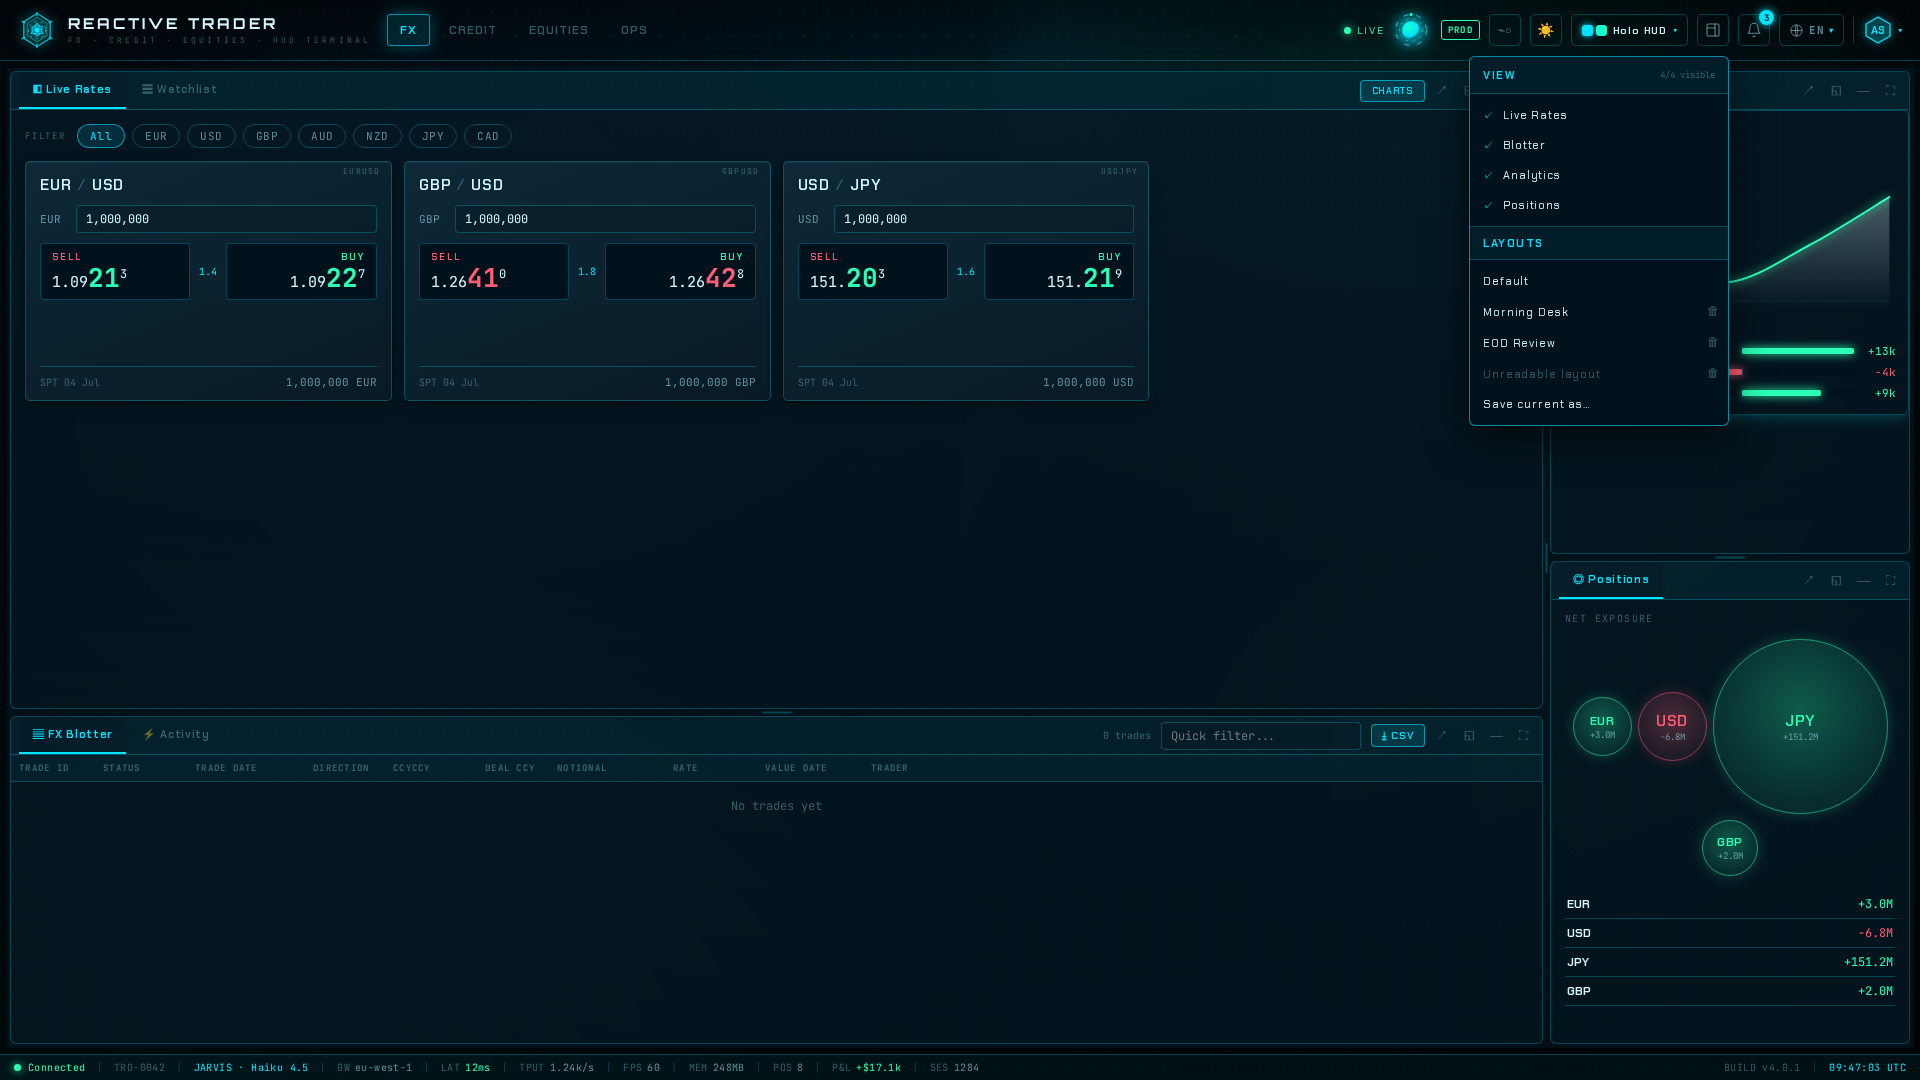 REACTIVE TRADER
FX · CREDIT · EQUITIES · HUD TERMINAL
FX CREDIT EQUITIES OPS
LIVE PROD Holo HUD 3 EN AS
Live Rates Watchlist CHARTS
FILTER All EUR USD GBP AUD NZD JPY CAD
EURUSD
EUR / USD
EUR 1,000,000
SELL 1.09213
1.4
BUY 1.09227
SPT 04 Jul 1,000,000 EUR
GBPUSD
GBP / USD
GBP 1,000,000
SELL 1.26410
1.8
BUY 1.26428
SPT 04 Jul 1,000,000 GBP
USDJPY
USD / JPY
USD 1,000,000
SELL 151.203
1.6
BUY 151.219
SPT 04 Jul 1,000,000 USD
VIEW 4/4 visible
✓ Live Rates
✓ Blotter
✓ Analytics
✓ Positions
LAYOUTS
Default
Morning Desk
EOD Review
Unreadable layout
Save current as…
+13k
-4k
+9k
FX Blotter Activity 0 trades Quick filter... CSV
TRADE ID STATUS TRADE DATE DIRECTION CCYCCY DEAL CCY NOTIONAL RATE VALUE DATE TRADER
No trades yet
Positions
NET EXPOSURE
EUR +3.0M
USD -6.8M
JPY +151.2M
GBP +2.0M
EUR +3.0M
USD -6.8M
JPY +151.2M
GBP +2.0M
Connected TRD-0042 JARVIS · Haiku 4.5 GW eu-west-1 LAT 12ms TPUT 1.24k/s FPS 60 MEM 248MB POS 8 P&L +$17.1k SES 1284 BUILD v4.0.1 09:47:03 UTC